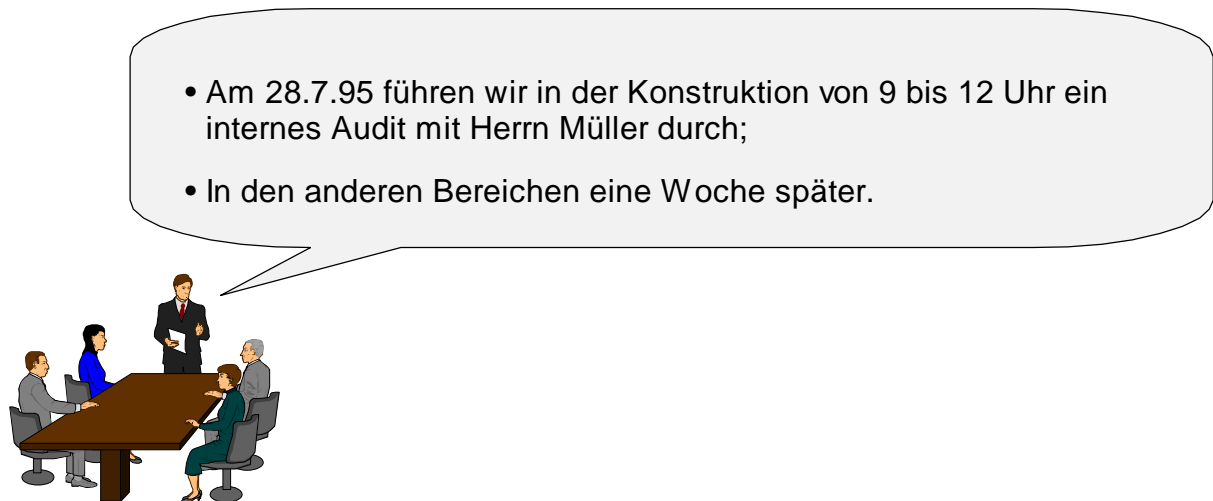 • Am 28.7.95 führen wir in der Konstruktion von 9 bis 12 Uhr ein
internes Audit mit Herrn Müller durch;
• In den anderen Bereichen eine Woche später.